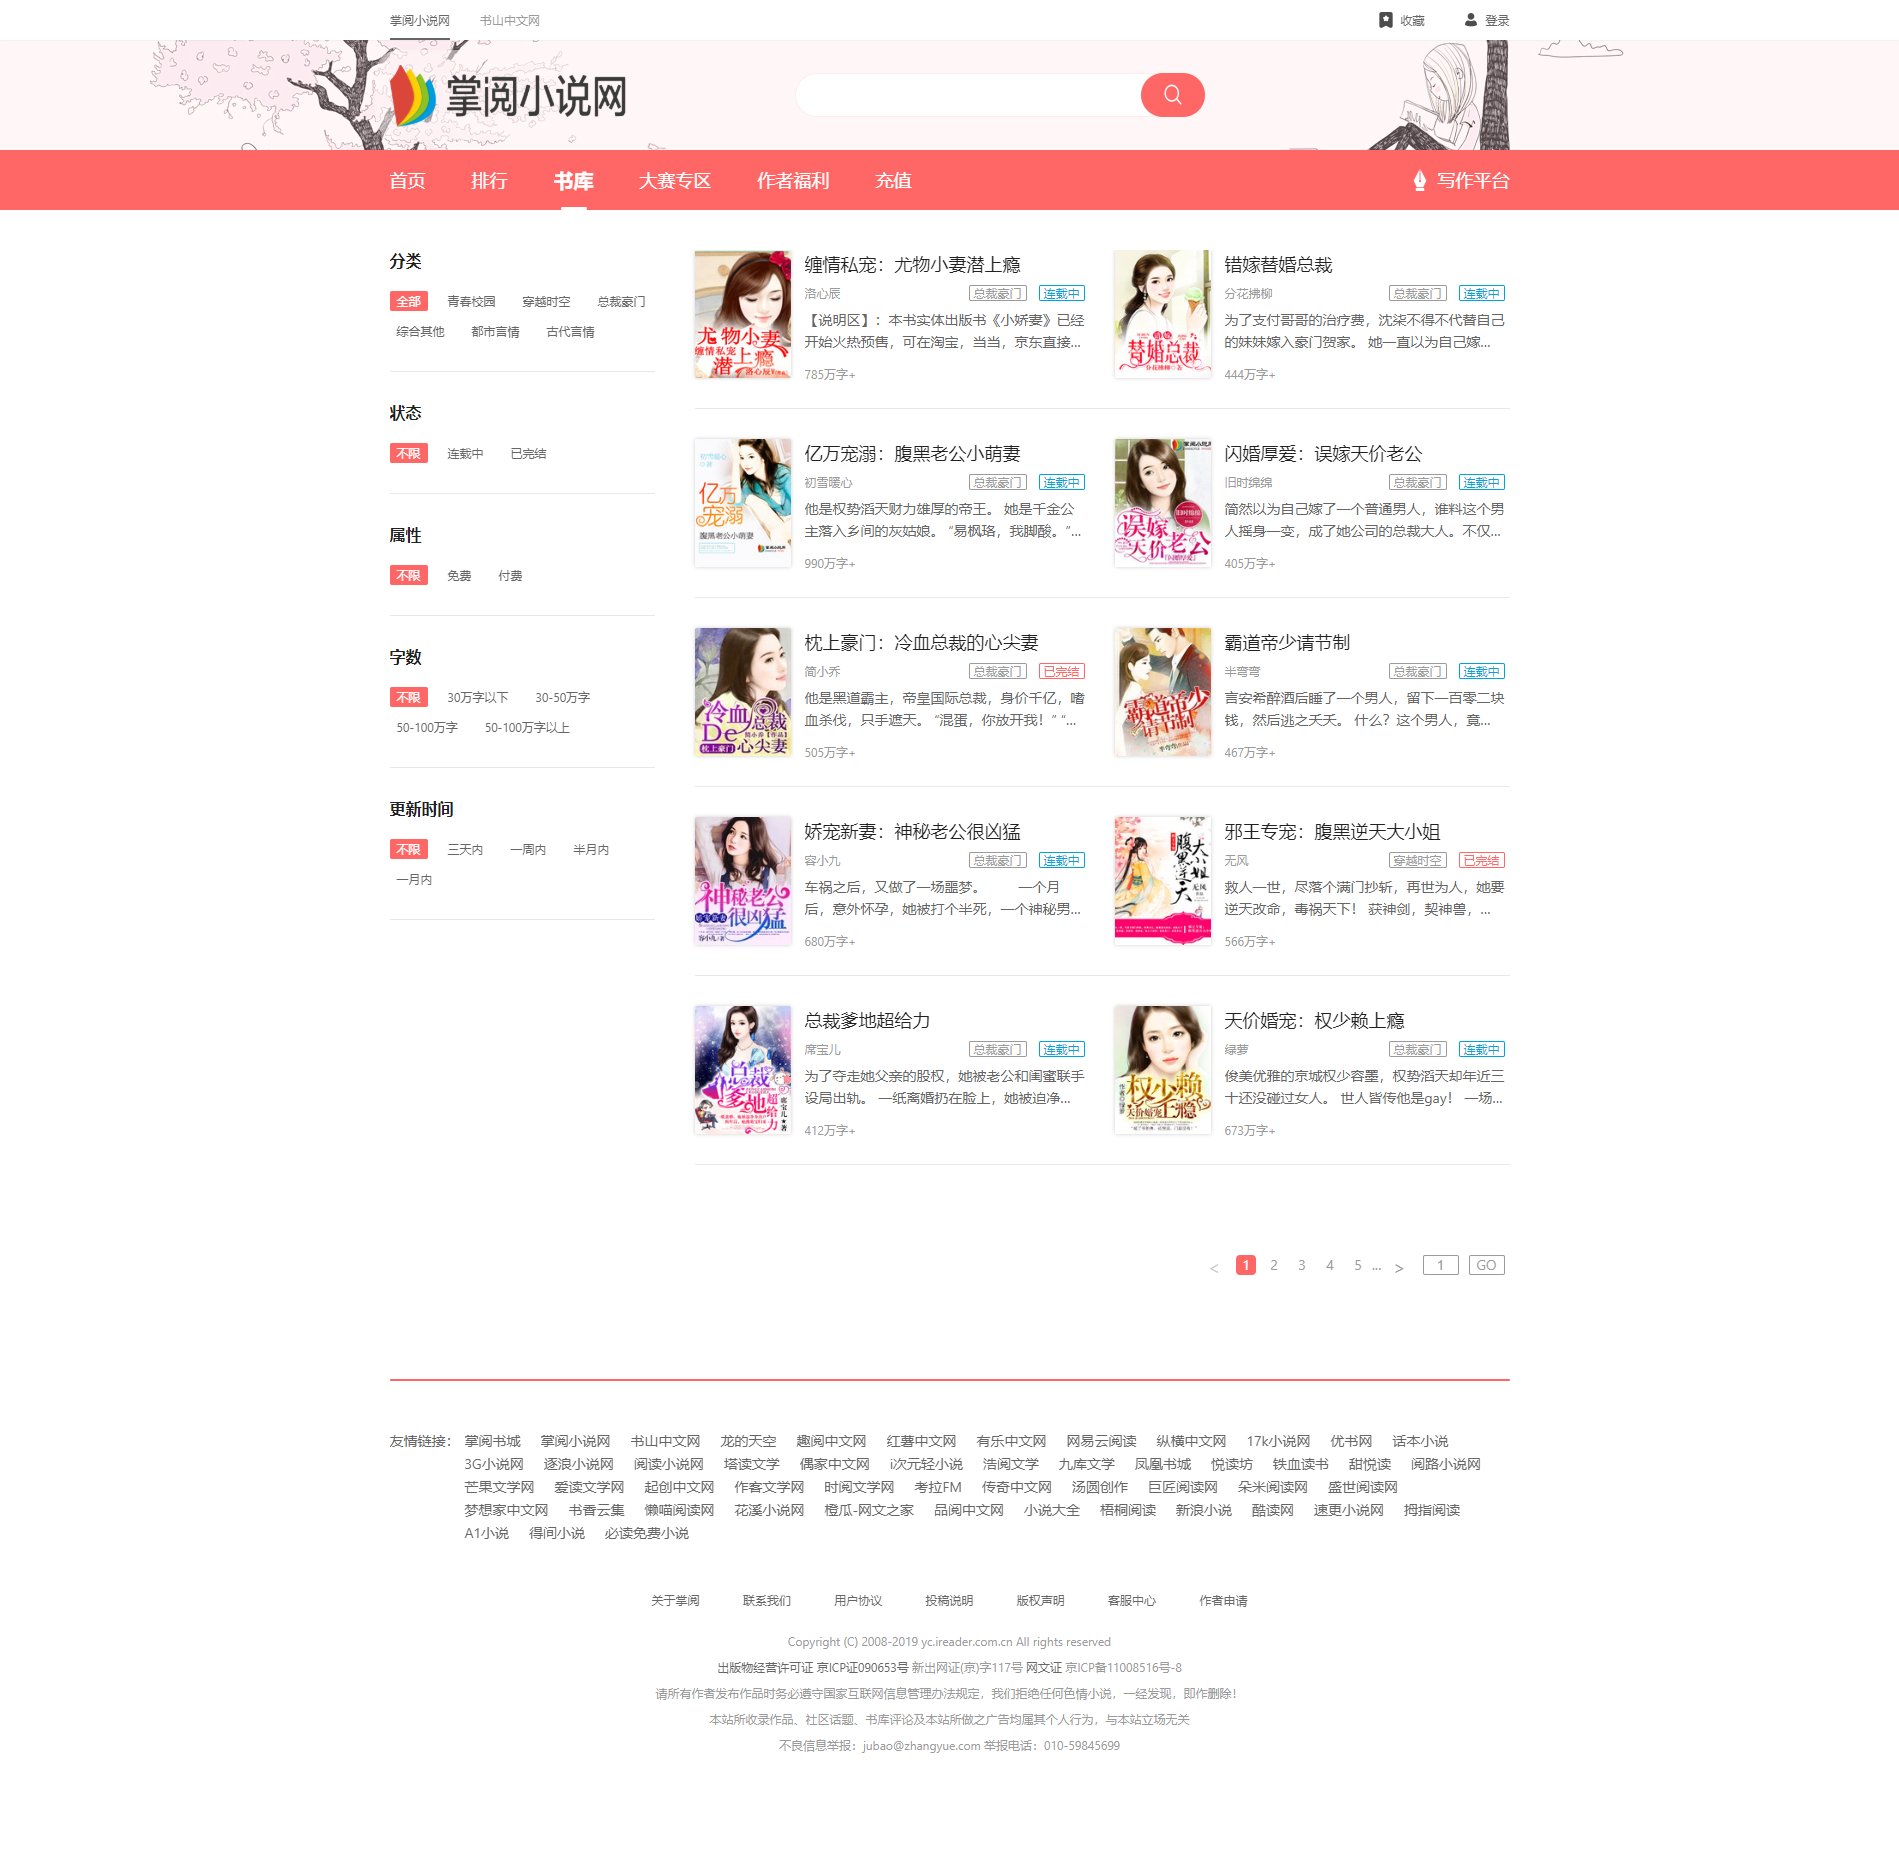 掌阅小说网 书山中文网 收藏 登录
掌阅小说网
首页 排行 书库 大赛专区 作者福利 充值 写作平台
分类
全部 青春校园 穿越时空 总裁豪门
综合其他 都市言情 古代言情
状态
不限 连载中 已完结
属性
不限 免费 付费
字数
不限 30万字以下 30-50万字
50-100万字 50-100万字以上
更新时间
不限 三天内 一周内 半月内
一月内
缠情私宠：尤物小妻潜上瘾
洛心辰 总裁豪门 连载中
【说明区】：本书实体出版书《小娇妻》已经
开始火热预售，可在淘宝，当当，京东直接...
785万字+
错嫁替婚总裁
分花拂柳 总裁豪门 连载中
为了支付哥哥的治疗费，沈柒不得不代替自己
的妹妹嫁入豪门贺家。 她一直以为自己嫁...
444万字+
亿万宠溺：腹黑老公小萌妻
初雪暖心 总裁豪门 连载中
他是权势滔天财力雄厚的帝王。 她是千金公
主落入乡间的灰姑娘。 “易枫珞，我脚酸。”...
990万字+
闪婚厚爱：误嫁天价老公
旧时绵绵 总裁豪门 连载中
简然以为自己嫁了一个普通男人，谁料这个男
人摇身一变，成了她公司的总裁大人。不仅...
405万字+
枕上豪门：冷血总裁的心尖妻
简小乔 总裁豪门 已完结
他是黑道霸主，帝皇国际总裁，身价千亿，嗜
血杀伐，只手遮天。 “混蛋，你放开我！” “...
505万字+
霸道帝少请节制
半弯弯 总裁豪门 连载中
言安希醉酒后睡了一个男人，留下一百零二块
钱，然后逃之夭夭。 什么？这个男人，竟...
467万字+
娇宠新妻：神秘老公很凶猛
容小九 总裁豪门 连载中
车祸之后，又做了一场噩梦。 一个月
后，意外怀孕，她被打个半死，一个神秘男...
680万字+
邪王专宠：腹黑逆天大小姐
无风 穿越时空 已完结
救人一世，尽落个满门抄斩，再世为人，她要
逆天改命，毒祸天下！ 获神剑，契神兽，...
566万字+
总裁爹地超给力
席宝儿 总裁豪门 连载中
为了夺走她父亲的股权，她被老公和闺蜜联手
设局出轨。 一纸离婚扔在脸上，她被迫净...
412万字+
天价婚宠：权少赖上瘾
绿萝 总裁豪门 连载中
俊美优雅的京城权少容墨，权势滔天却年近三
十还没碰过女人。 世人皆传他是gay！ 一场...
673万字+
< 1 2 3 4 5 ... > 1 GO
友情链接： 掌阅书城 掌阅小说网 书山中文网 龙的天空 趣阅中文网 红薯中文网 有乐中文网 网易云阅读 纵横中文网 17k小说网 优书网 话本小说
3G小说网 逐浪小说网 阅读小说网 塔读文学 偶家中文网 i次元轻小说 浩阅文学 九库文学 凤凰书城 悦读坊 铁血读书 甜悦读 阅路小说网
芒果文学网 爱读文学网 起创中文网 作客文学网 时阅文学网 考拉FM 传奇中文网 汤圆创作 巨匠阅读网 朵米阅读网 盛世阅读网
梦想家中文网 书香云集 懒喵阅读网 花溪小说网 橙瓜-网文之家 品阅中文网 小说大全 梧桐阅读 新浪小说 酷读网 速更小说网 拇指阅读
A1小说 得间小说 必读免费小说
关于掌阅 联系我们 用户协议 投稿说明 版权声明 客服中心 作者申请
Copyright (C) 2008-2019 yc.ireader.com.cn All rights reserved
出版物经营许可证 京ICP证090653号 新出网证(京)字117号 网文证 京ICP备11008516号-8
请所有作者发布作品时务必遵守国家互联网信息管理办法规定，我们拒绝任何色情小说，一经发现，即作删除！
本站所收录作品、社区话题、书库评论及本站所做之广告均属其个人行为，与本站立场无关
不良信息举报：jubao@zhangyue.com 举报电话：010-59845699